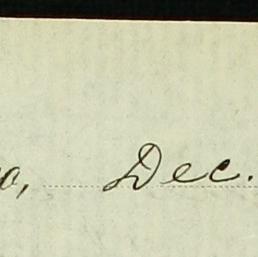 o, Dec.